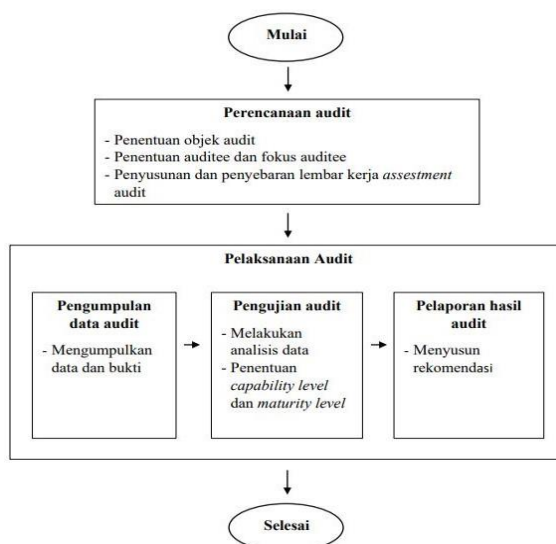 Mulai
Perencanaan audit
- Penentuan objek audit
- Penentuan auditee dan fokus auditee
- Penyusunan dan penyebaran lembar kerja assestment
audit
Pelaksanaan Audit
Pengumpulan
data audit
- Mengumpulkan
data dan bukti
Pengujian audit
- Melakukan
analisis data
- Penentuan
capability level
dan maturity level
Pelaporan hasil
audit
- Menyusun
rekomendasi
Selesai